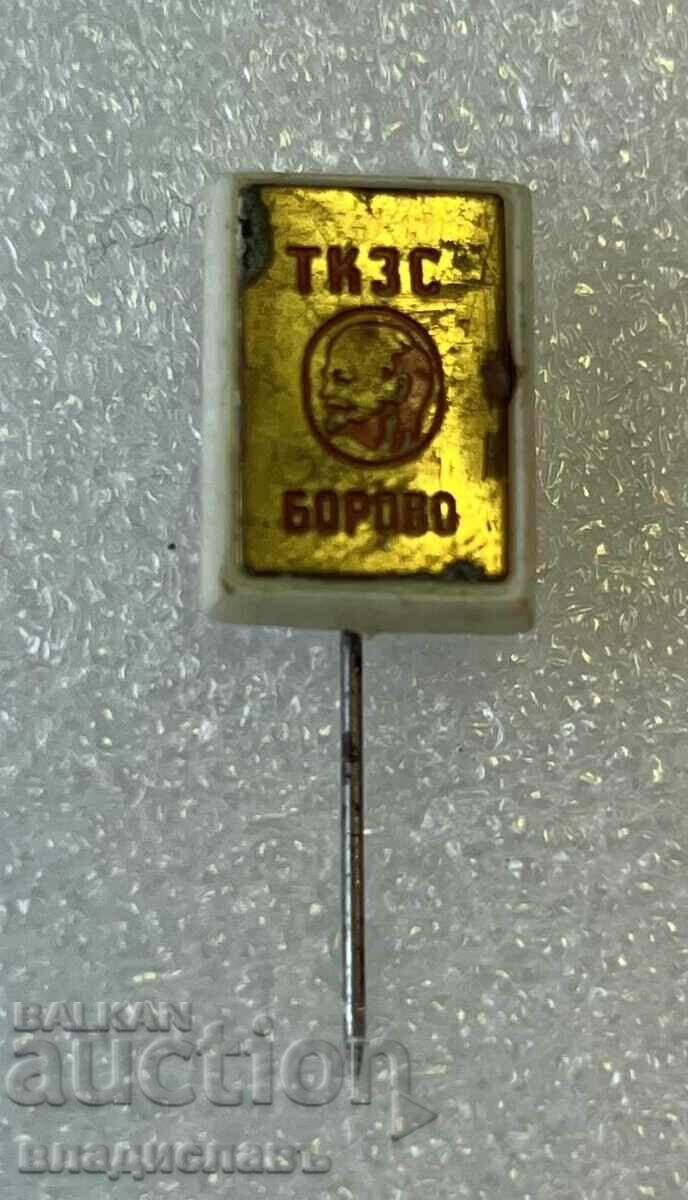 ТКЗС
БОРОВО
BALKAN
auction
владиславъ